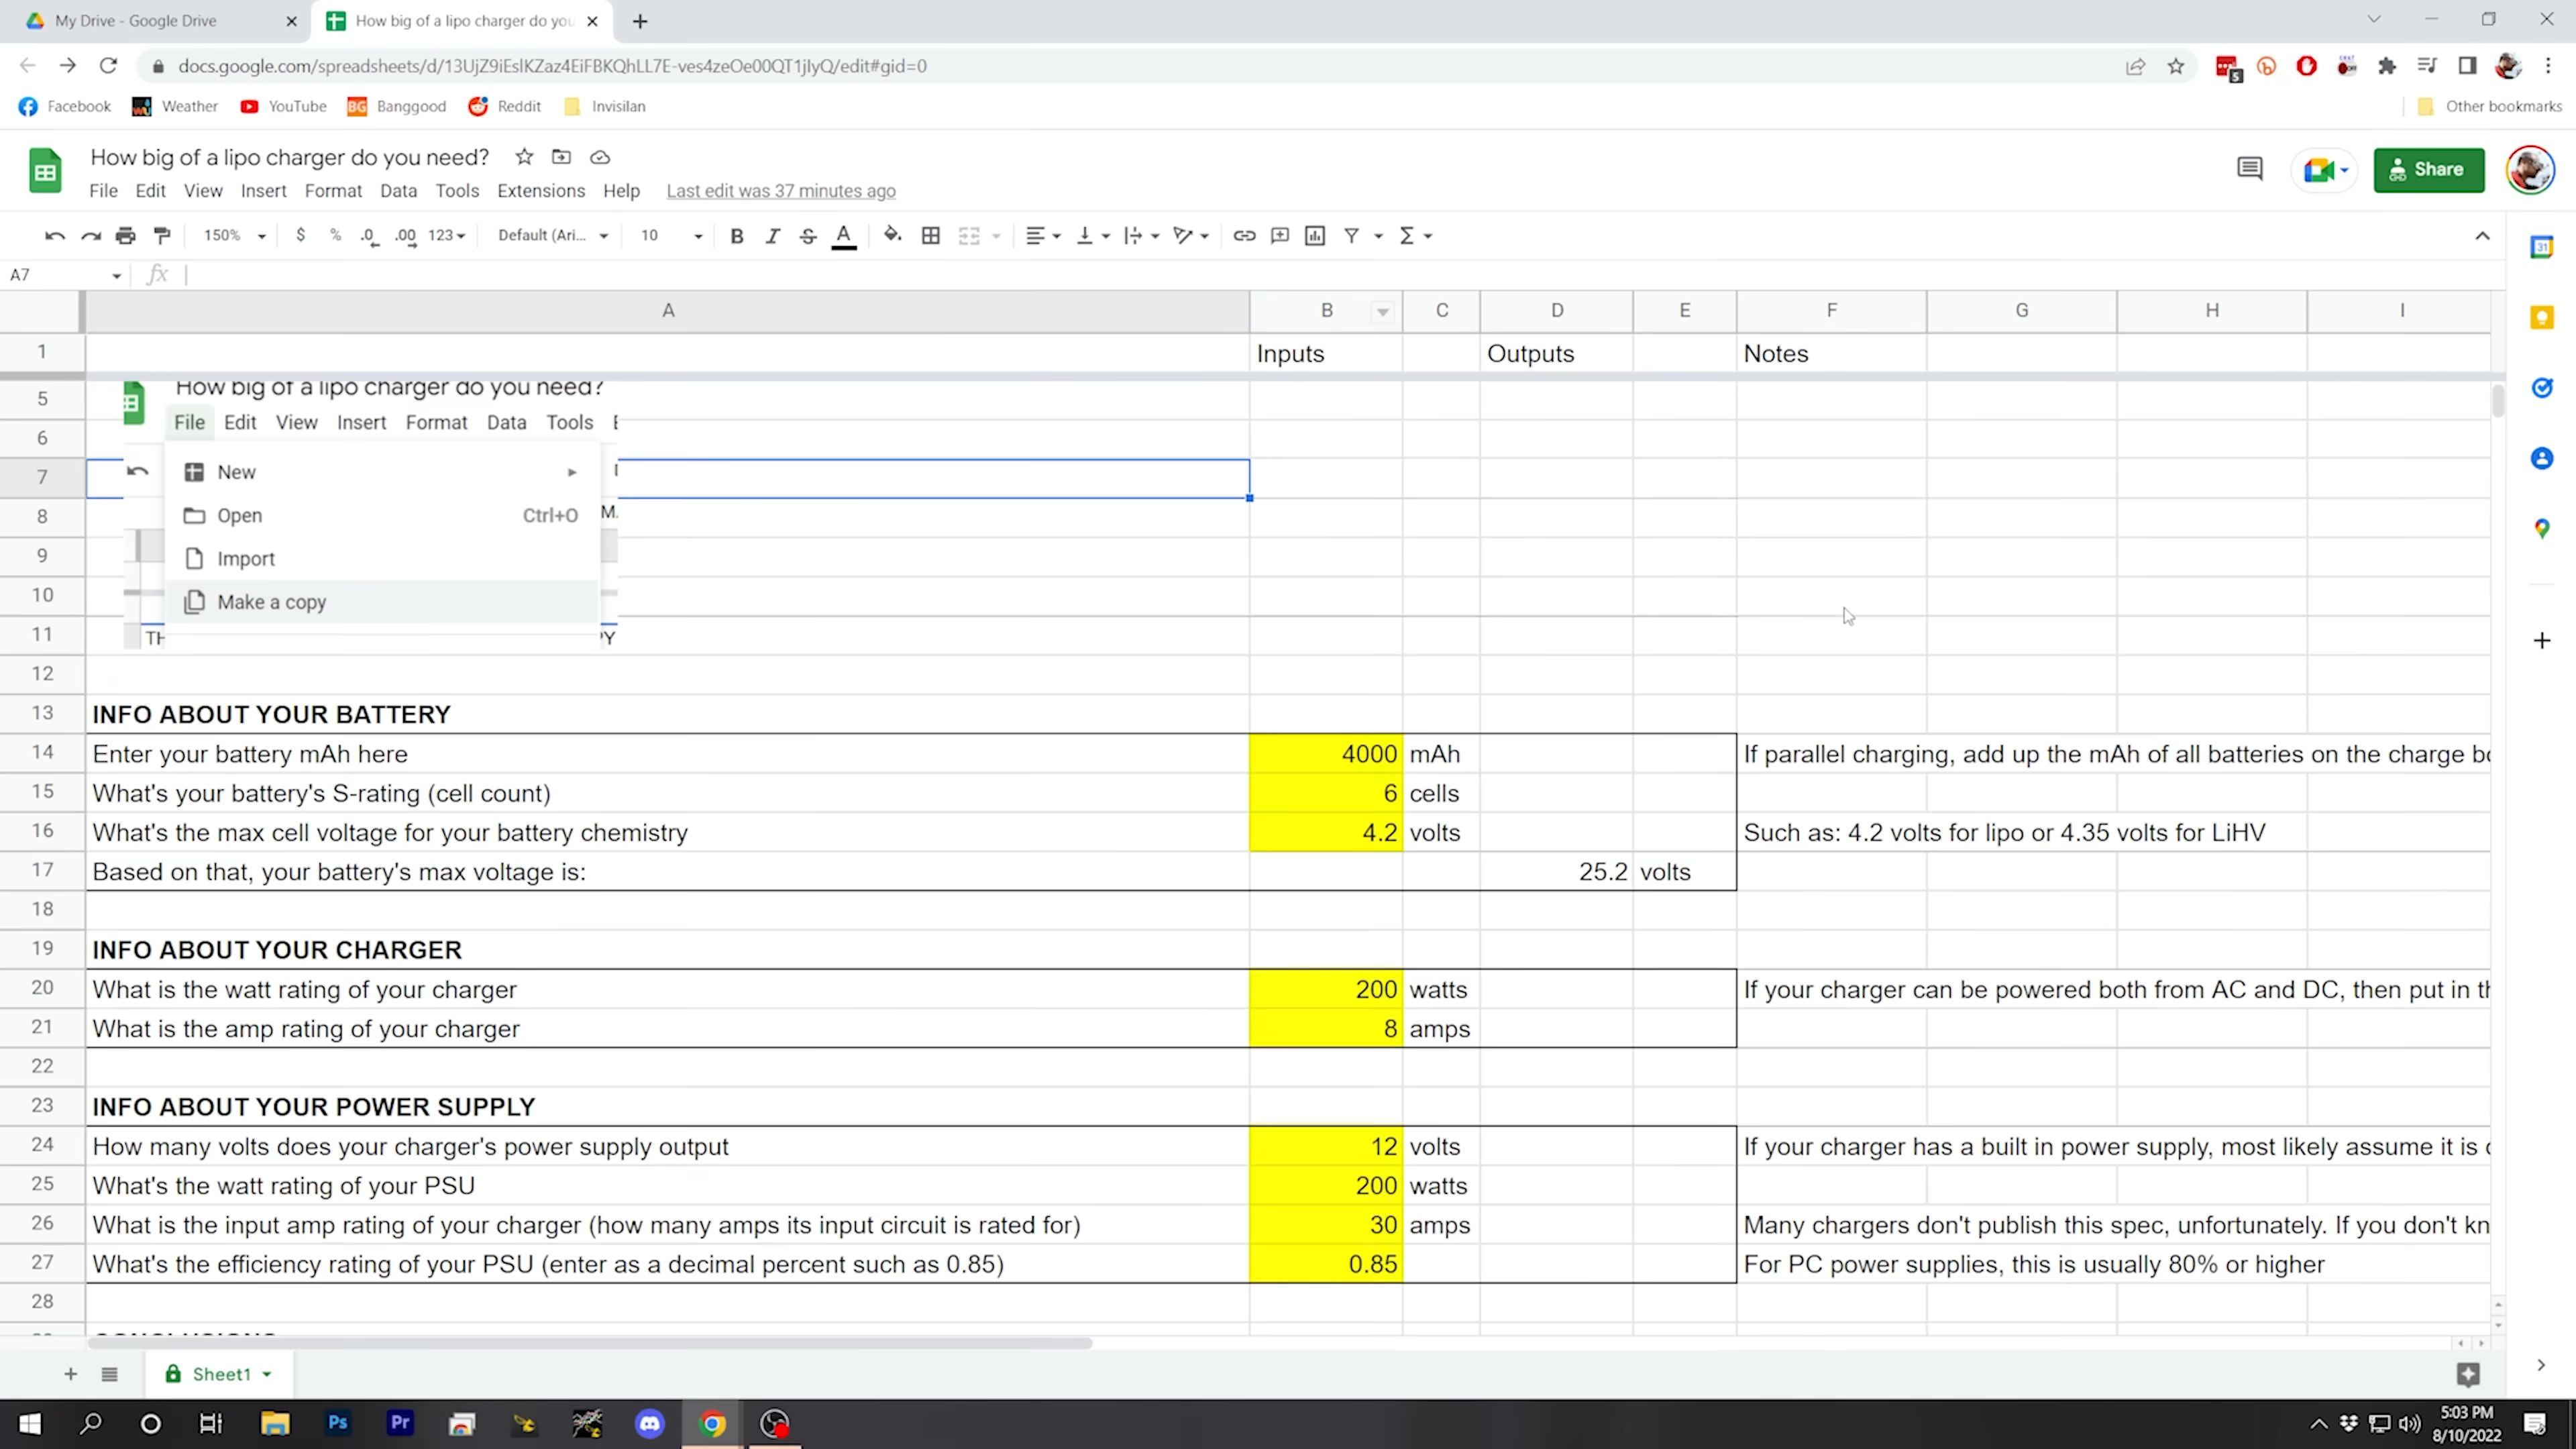 My Drive - Google Drive
How big of a lipo charger do you
docs.google.com/spreadsheets/d/13UjZ9iEslKZaz4EiFBKQhLL7E-ves4zeOe00QT1jIyQ/edit#gid=0
5
Facebook Weather YouTube BG Banggood Reddit Invisilan Other bookmarks
How big of a lipo charger do you need?
Share
File Edit View Insert Format Data Tools Extensions Help Last edit was 37 minutes ago
150% $ % .0 .00 123 Default (Ari... 10 B I S A
31
A7 fx
A B C D E F G H I
1 Inputs Outputs Notes
5 How big of a lipo charger do you need?
File Edit View Insert Format Data Tools
6
7 New
8 Open Ctrl+O
9 Import
10 Make a copy
11
12
13 INFO ABOUT YOUR BATTERY
14 Enter your battery mAh here 4000 mAh If parallel charging, add up the mAh of all batteries on the charge
15 What's your battery's S-rating (cell count) 6 cells
16 What's the max cell voltage for your battery chemistry 4.2 volts Such as: 4.2 volts for lipo or 4.35 volts for LiHV
17 Based on that, your battery's max voltage is: 25.2 volts
18
19 INFO ABOUT YOUR CHARGER
20 What is the watt rating of your charger 200 watts If your charger can be powered both from AC and DC, then put in
21 What is the amp rating of your charger 8 amps
22
23 INFO ABOUT YOUR POWER SUPPLY
24 How many volts does your charger's power supply output 12 volts If your charger has a built in power supply, most likely assume it is
25 What's the watt rating of your PSU 200 watts
26 What is the input amp rating of your charger (how many amps its input circuit is rated for) 30 amps Many chargers don't publish this spec, unfortunately. If you don't
27 What's the efficiency rating of your PSU (enter as a decimal percent such as 0.85) 0.85 For PC power supplies, this is usually 80% or higher
28
Sheet1
Ps Pr
5:03 PM
8/10/2022